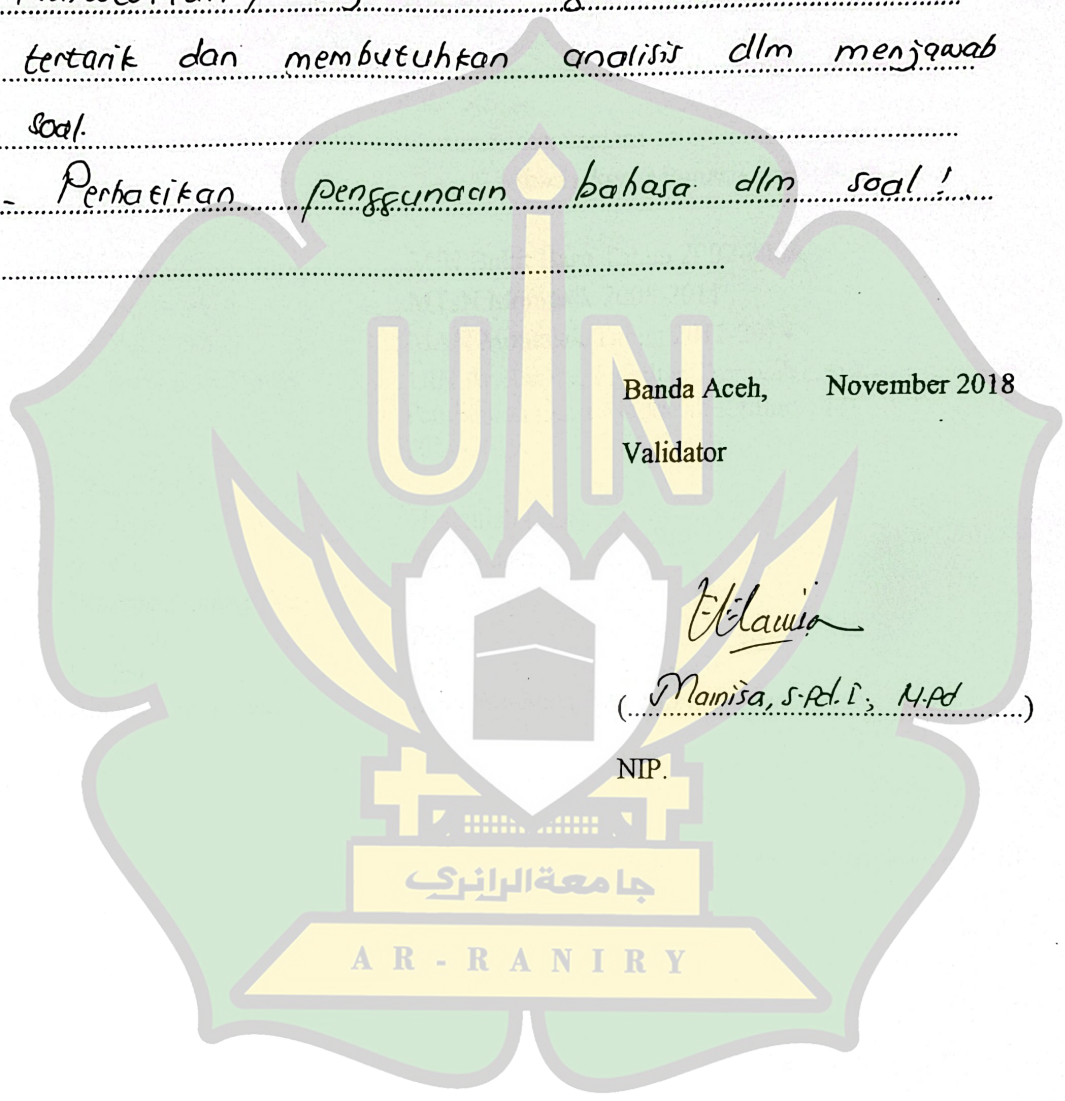 tertarik dan membutuhkan analisis dlm menjawab
soal.
- Perhatikan penggunaan bahasa dlm soal!
UIN
Banda Aceh, November 2018
Validator
(Mainisa, S.Pd.I, M.Pd)
NIP.
جامعة الرانري
AR-RANIRY